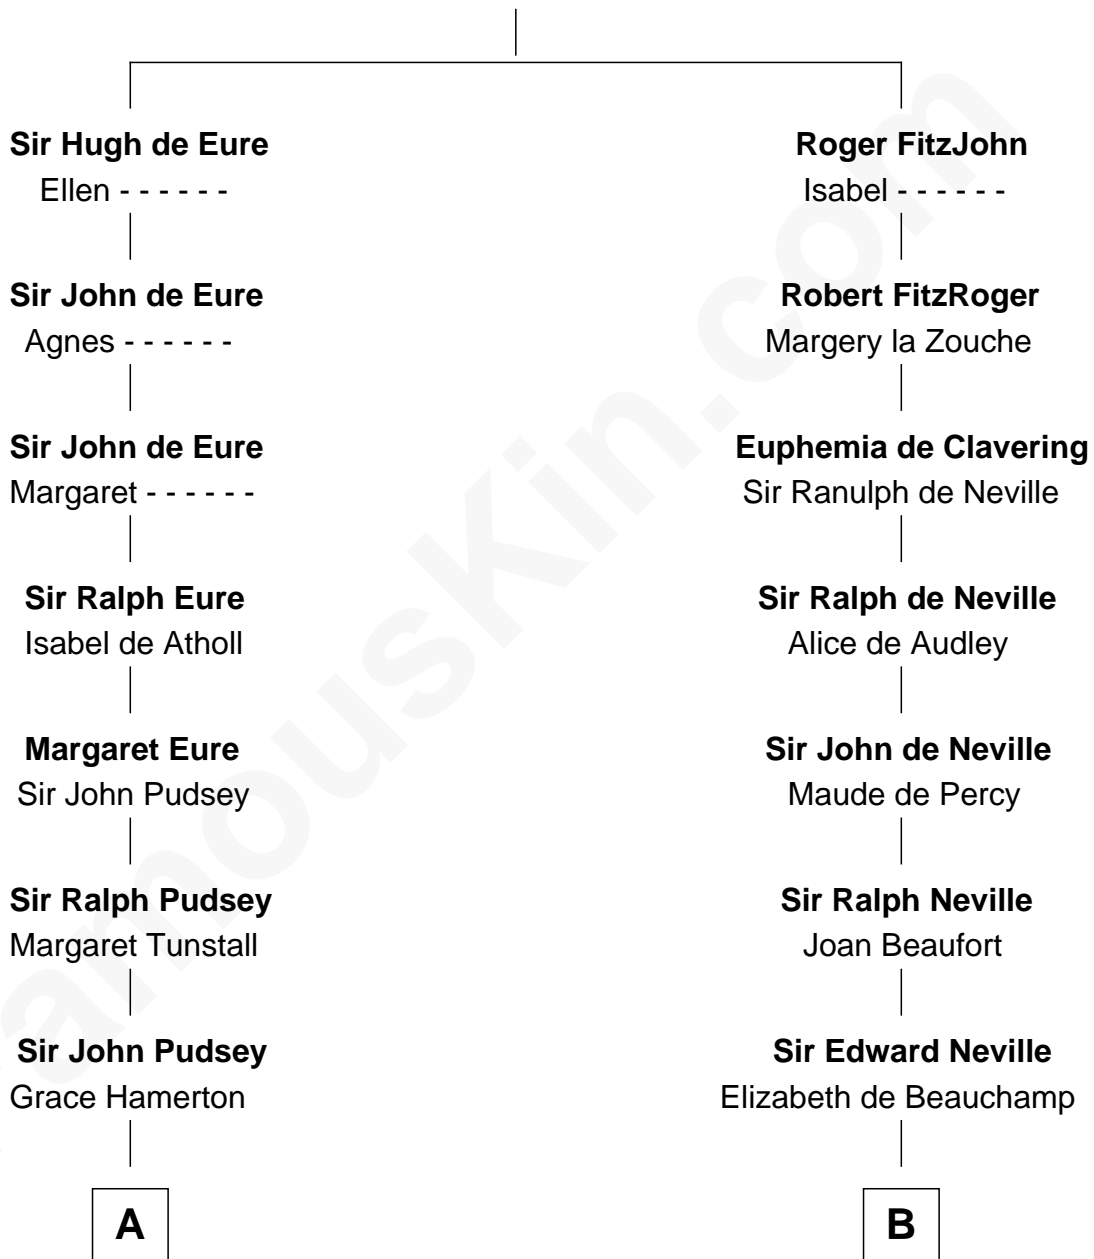 Sir Hugh de Eure
Ellen - - - - - -
Sir John de Eure
Agnes - - - - - -
Sir John de Eure
Margaret - - - - - -
Sir Ralph Eure
Isabel de Atholl
Margaret Eure
Sir John Pudsey
Sir Ralph Pudsey
Margaret Tunstall
Sir John Pudsey
Grace Hamerton
A
Roger FitzJohn
Isabel - - - - - -
Robert FitzRoger
Margery la Zouche
Euphemia de Clavering
Sir Ranulph de Neville
Sir Ralph de Neville
Alice de Audley
Sir John de Neville
Maude de Percy
Sir Ralph Neville
Joan Beaufort
Sir Edward Neville
Elizabeth de Beauchamp
B
amousKin.com